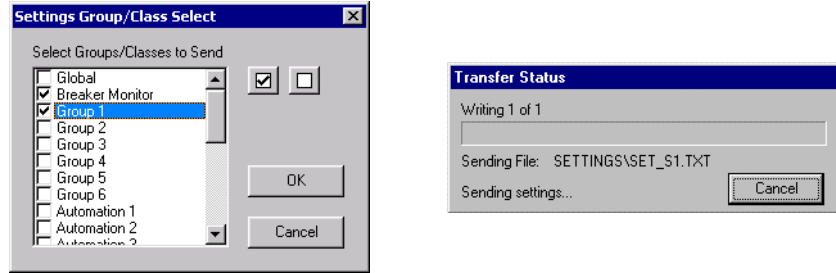 Settings Group/Class Select
Select Groups/Classes to Send
Global
Breaker Monitor
Group 1
Group 2
Group 3
Group 4
Group 5
Group 6
Automation 1
Automation 2
Automation 3
OK
Cancel
Transfer Status
Writing 1 of 1
Sending File: SETTINGS\SET_S1.TXT
Sending settings...
Cancel